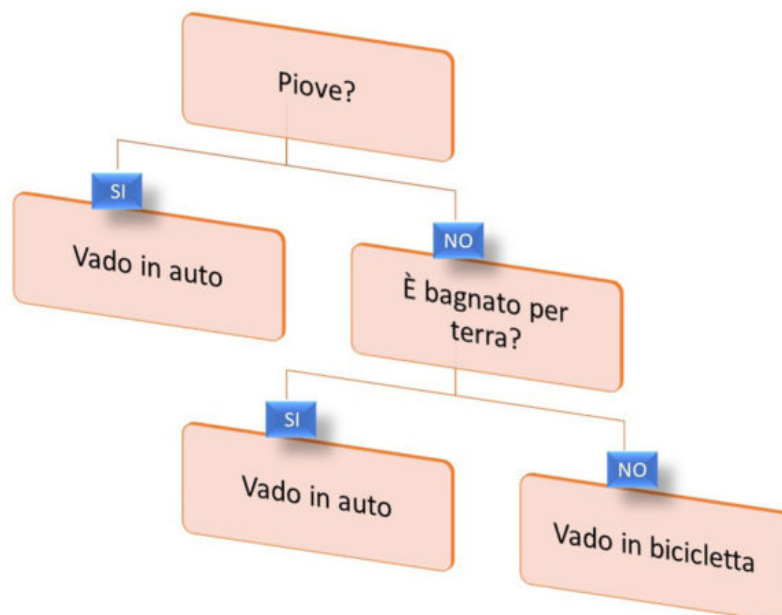 Piove?
SI
Vado in auto
NO
È bagnato per
terra?
SI
Vado in auto
NO
Vado in bicicletta